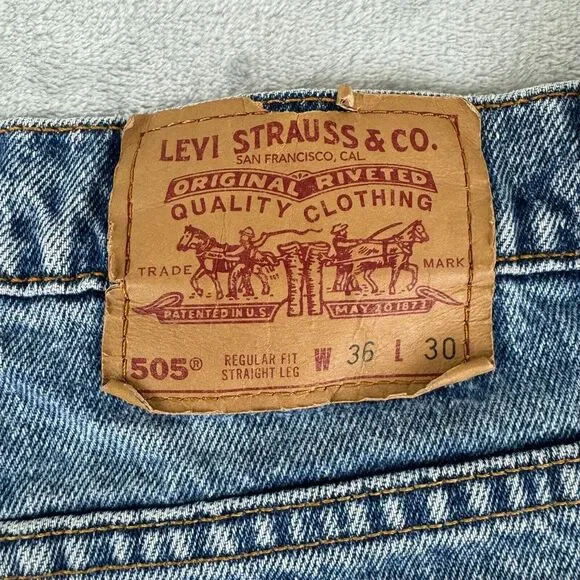 LEVI STRAUSS & CO.
SAN FRANCISCO, CAL
ORIGINAL RIVETED
QUALITY CLOTHING
TRADE MARK
PATENTED IN U.S MAY 20 1873
505® REGULAR FIT W 36 L 30
STRAIGHT LEG